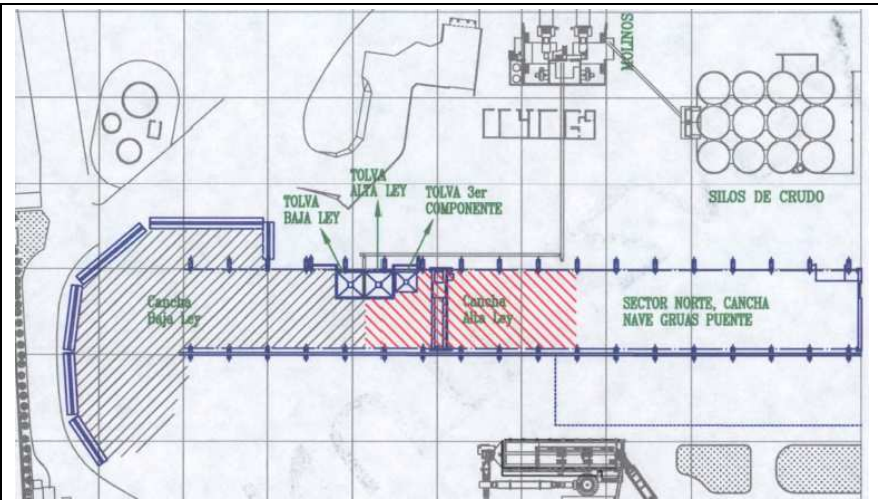 MOLINOS
TOLVA
ALTA LEY
TOLVA
BAJA LEY
TOLVA 3er
COMPONENTE
SILOS DE CRUDO
Cancha
Baja Ley
Cancha
Alta Ley
SECTOR NORTE, CANCHA
NAVE GRUAS PUENTE